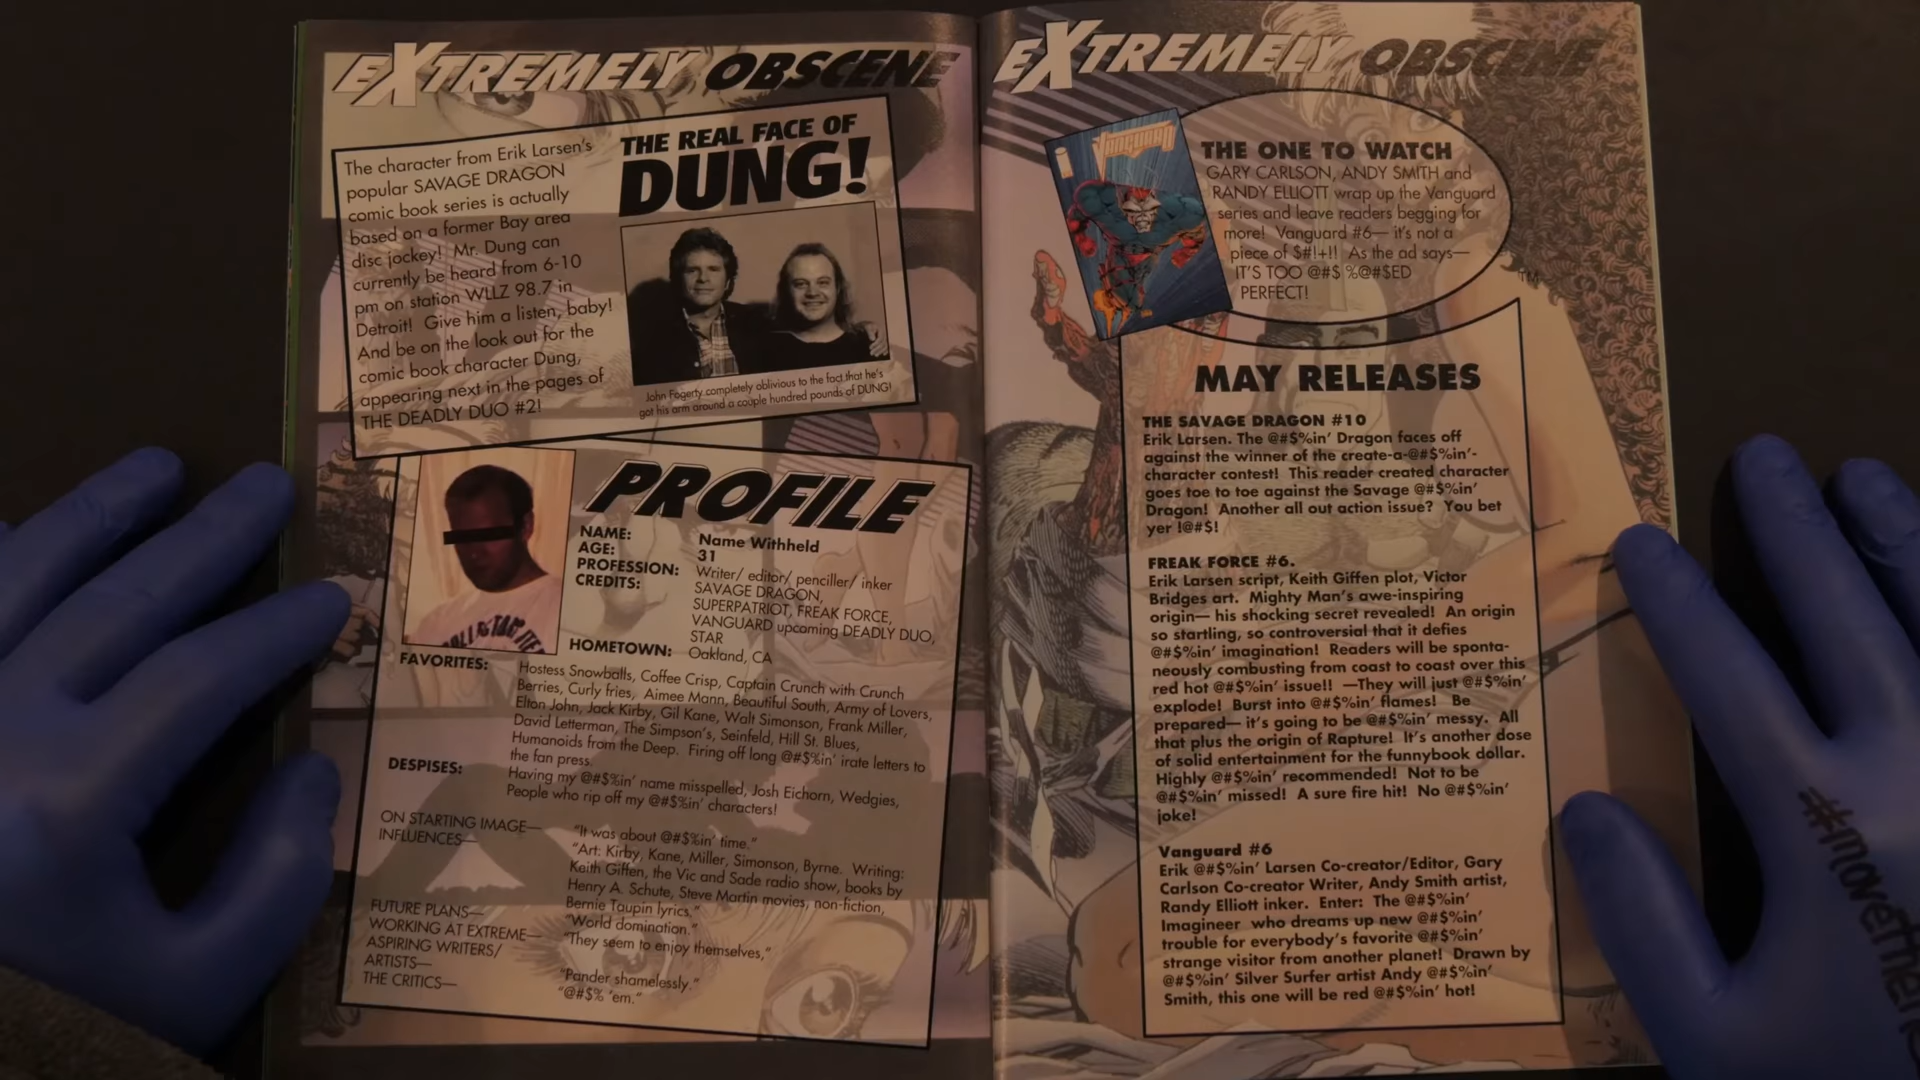 EXTREMELY OBSCENE
The character from Erik Larsen's
popular SAVAGE DRAGON
comic book series is actually
based on a former Bay area
disc jockey! Mr. Dung can
currently be heard from 6-10
pm on station WLLZ 98.7 in
Detroit! Give him a listen, baby!
And be on the look out for the
comic book character Dung,
appearing next in the pages of
THE DEADLY DUO #2!
THE REAL FACE OF
DUNG!
John Fogerty completely oblivious to the fact that he's
got his arm around a couple hundred pounds of DUNG!
PROFILE
NAME: Name Withheld
AGE: 31
PROFESSION: Writer/ editor/ penciller/ inker
CREDITS: SAVAGE DRAGON,
SUPERPATRIOT, FREAK FORCE,
VANGUARD upcoming DEADLY DUO,
STAR
HOMETOWN: Oakland, CA
FAVORITES: Hostess Snowballs, Coffee Crisp, Captain Crunch with Crunch
Berries, Curly fries, Aimee Mann, Beautiful South, Army of Lovers,
Elton John, Jack Kirby, Gil Kane, Walt Simonson, Frank Miller,
David Letterman, The Simpson's, Seinfeld, Hill St. Blues,
Humanoids from the Deep. Firing off long @#$%in' irate letters to
the fan press.
DESPISES: Having my @#$%in' name misspelled, Josh Eichorn, Wedgies,
People who rip off my @#$%in' characters!
ON STARTING IMAGE— "It was about @#$%in' time."
INFLUENCES— "Art: Kirby, Kane, Miller, Simonson, Byrne. Writing:
Keith Giffen, the Vic and Sade radio show, books by
Henry A. Schute, Steve Martin movies, non-fiction,
Bernie Taupin lyrics."
FUTURE PLANS— "World domination."
WORKING AT EXTREME— "They seem to enjoy themselves,"
ASPIRING WRITERS/
ARTISTS— "Pander shamelessly."
THE CRITICS— "@#$% 'em."
EXTREMELY OBSCENE
Vanguard
THE ONE TO WATCH
GARY CARLSON, ANDY SMITH and
RANDY ELLIOTT wrap up the Vanguard
series and leave readers begging for
more! Vanguard #6— it's not a
piece of $#!+!! As the ad says—
IT'S TOO @#$ %@#$ED
PERFECT!
TM
MAY RELEASES
THE SAVAGE DRAGON #10
Erik Larsen. The @#$%in' Dragon faces off
against the winner of the create-a-@#$%in'-
character contest! This reader created character
goes toe to toe against the Savage @#$%in'
Dragon! Another all out action issue? You bet
yer !@#$!
FREAK FORCE #6.
Erik Larsen script, Keith Giffen plot, Victor
Bridges art. Mighty Man's awe-inspiring
origin— his shocking secret revealed! An origin
so startling, so controversial that it defies
@#$%in' imagination! Readers will be sponta-
neously combusting from coast to coast over this
red hot @#$%in' issue!! —They will just @#$%in'
explode! Burst into @#$%in' flames! Be
prepared— it's going to be @#$%in' messy. All
that plus the origin of Rapture! It's another dose
of solid entertainment for the funnybook dollar.
Highly @#$%in' recommended! Not to be
@#$%in' missed! A sure fire hit! No @#$%in'
joke!
Vanguard #6
Erik @#$%in' Larsen Co-creator/Editor, Gary
Carlson Co-creator Writer, Andy Smith artist,
Randy Elliott inker. Enter: The @#$%in'
Imagineer who dreams up new @#$%in'
trouble for everybody's favorite @#$%in'
strange visitor from another planet! Drawn by
@#$%in' Silver Surfer artist Andy @#$%in'
Smith, this one will be red @#$%in' hot!